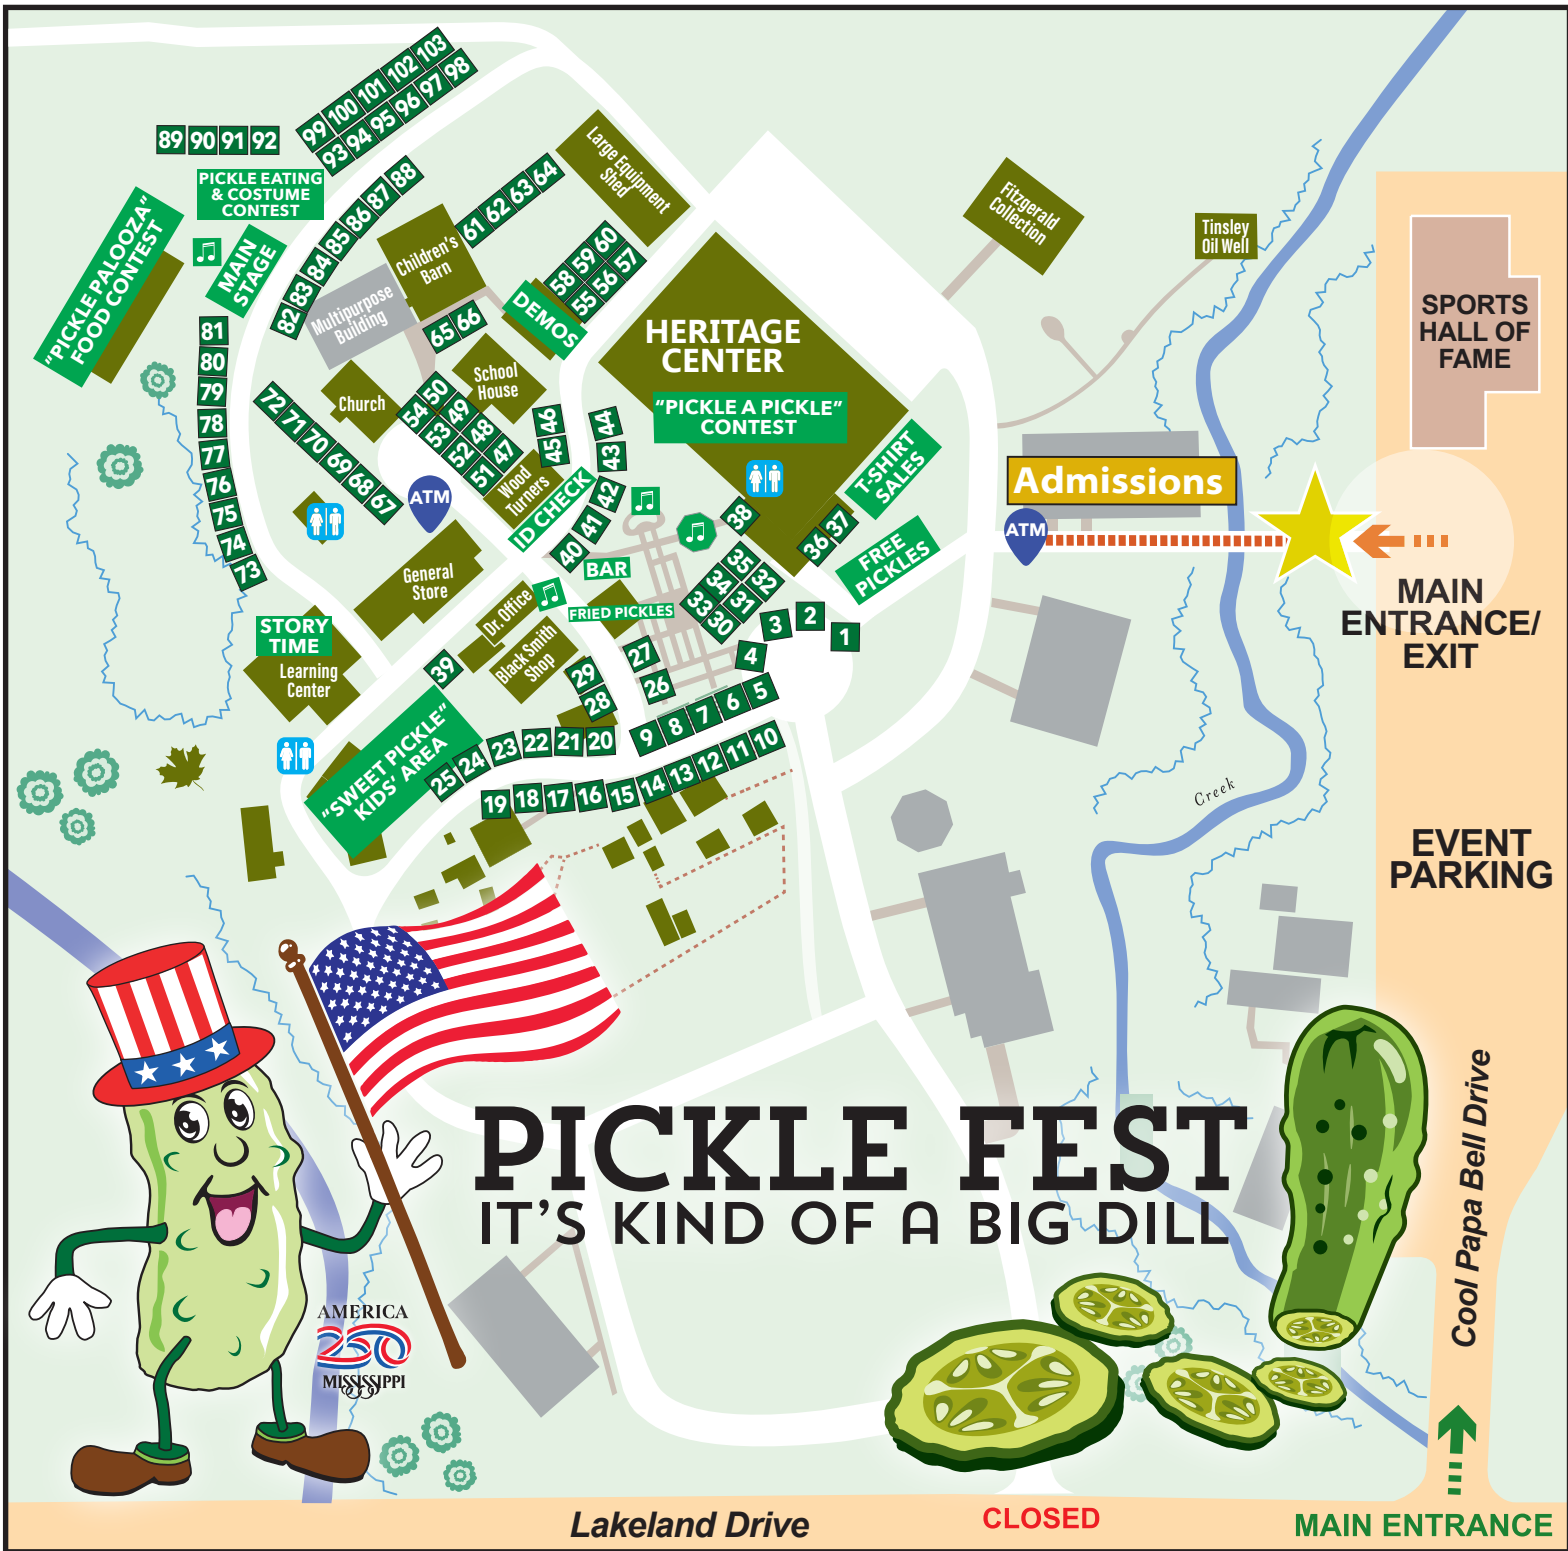 99 100 101 102 103
93 94 95 96 97 98
89 90 91 92
PICKLE EATING
& COSTUME
CONTEST
"PICKLE PALOOZA"
FOOD CONTEST
MAIN
STAGE
82 83 84 85 86 87 88
Children's
Barn
Multipurpose
Building
61 62 63 64
Large Equipment
Shed
58 59 60
55 56 57
DEMOS
65 66
School
House
Church
HERITAGE
CENTER
"PICKLE A PICKLE"
CONTEST
T-SHIRT
SALES
FREE
PICKLES
Fitzgerald
Collection
Tinsley
Oil Well
SPORTS
HALL OF
FAME
Admissions
ATM
MAIN
ENTRANCE/
EXIT
EVENT
PARKING
81
80
79
78
77
76
75
74
73
72 71 70 69 68 67
ATM
54 50
53 49
52 48
51 47
45 46
44
43
42
41
40
Wood
Turners
ID CHECK
BAR
FRIED PICKLES
38
36 37
35 32
34 31
33 30
3 2 1
4
General
Store
Dr. Office
Black Smith
Shop
STORY
TIME
Learning
Center
39
29
28
27
26
"SWEET PICKLE"
KIDS' AREA
25 24 23 22 21 20
9 8 7 6 5
19 18 17 16 15 14 13 12 11 10
Creek
PICKLE FEST
IT'S KIND OF A BIG DILL
AMERICA
250
MISSISSIPPI
Cool Papa Bell Drive
Lakeland Drive
CLOSED
MAIN ENTRANCE